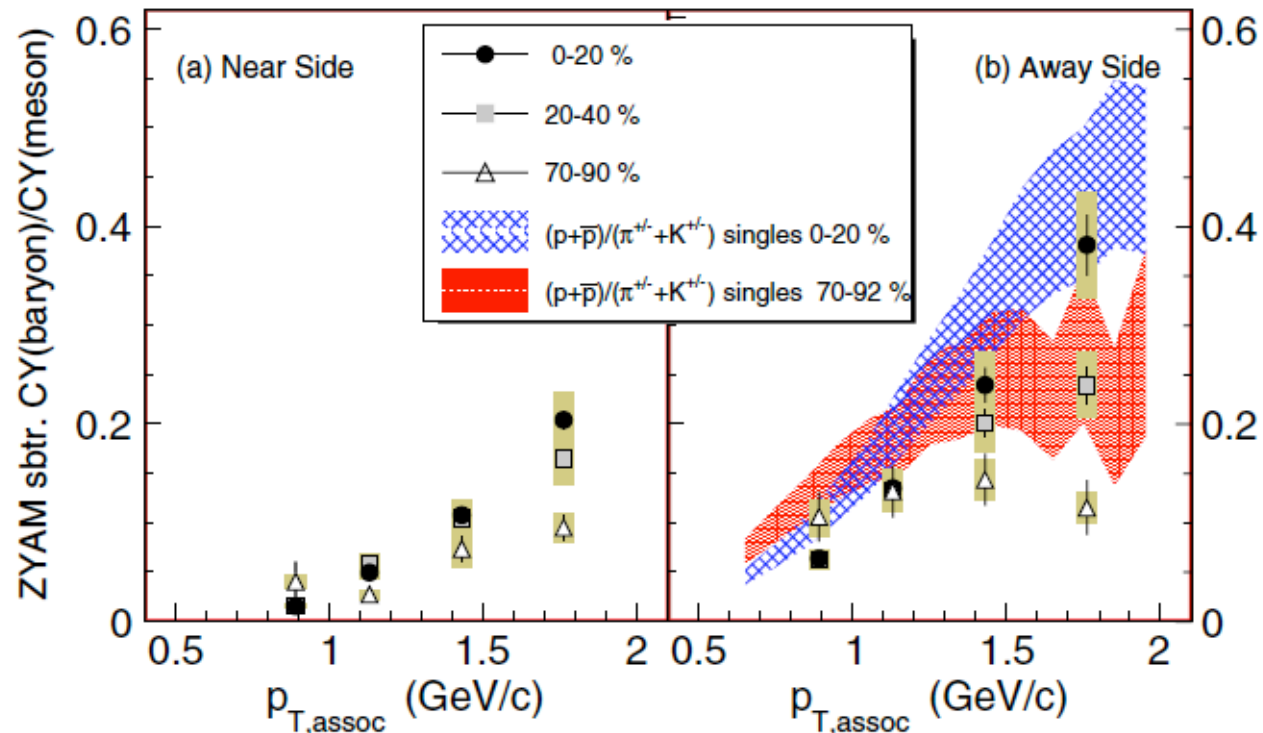 ZYAM sbtr. CY(baryon)/CY(meson)
0.6
0.4
0.2
0
(a) Near Side
0-20 %
20-40 %
70-90 %
(p+p̅)/(π⁺/⁻+K⁺/⁻) singles 0-20 %
(p+p̅)/(π⁺/⁻+K⁺/⁻) singles 70-92 %
(b) Away Side
0.6
0.4
0.2
0
0.5 1 1.5 2
0.5 1 1.5 2
p_T,assoc (GeV/c)
p_T,assoc (GeV/c)